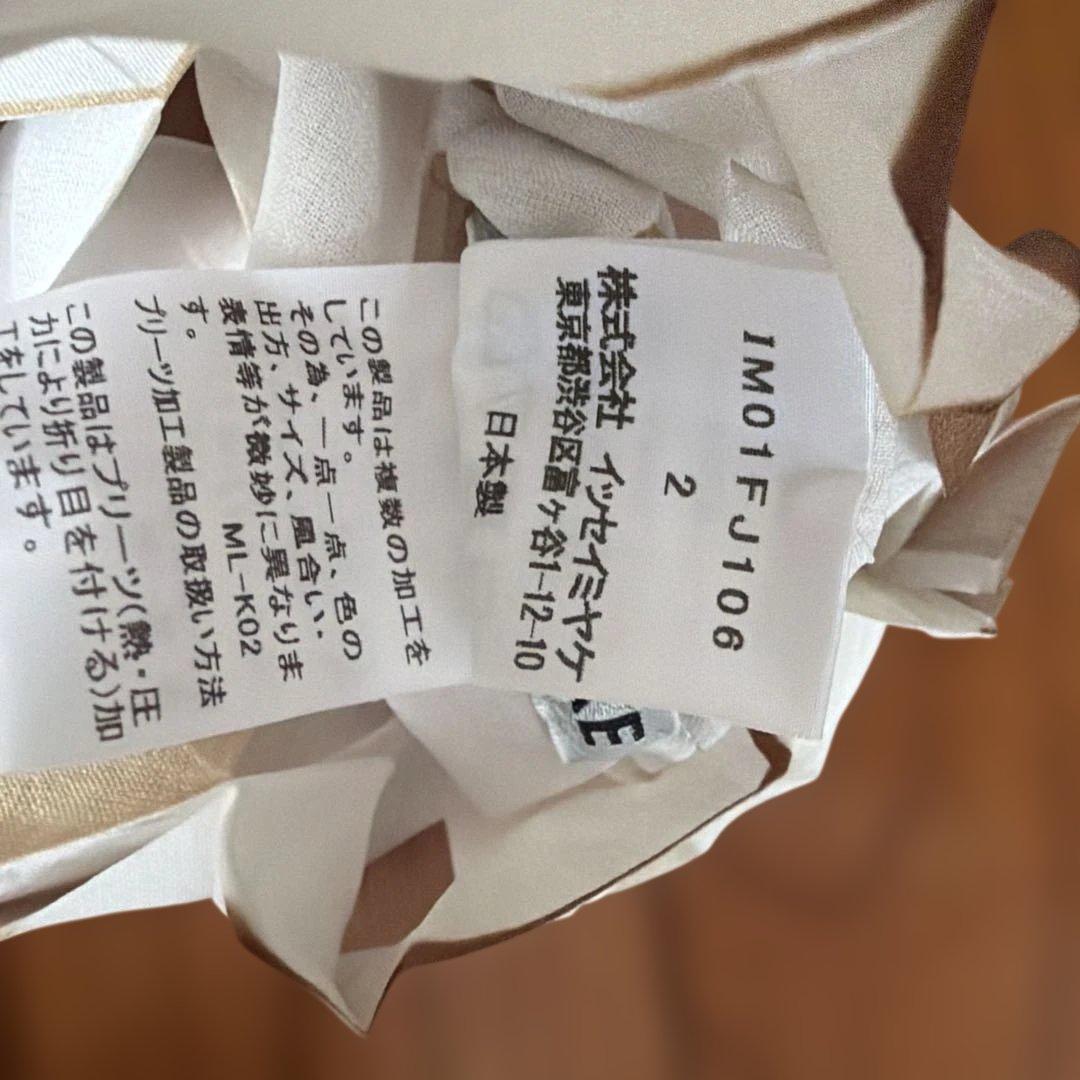 IM01FJ106
2
株式会社 イッセイミヤケ
東京都渋谷区富ヶ谷1-12-10
日本製
KE
この製品は複数の加工を
しています。
その為、一点一点、色の
出方、サイズ、風合い・
表情等が微妙に異なりま
す。
ML-K02
プリーツ加工製品の取扱い方法
この製品はプリーツ(熱・圧
力により折り目を付ける)加
工をしています。